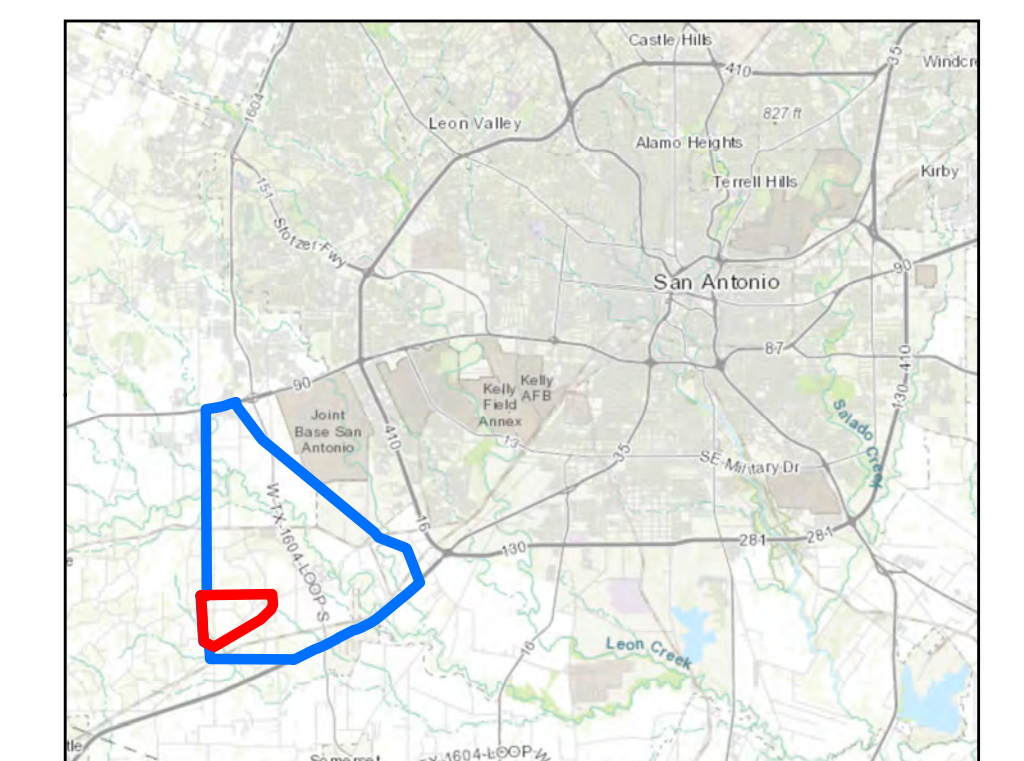 Castle Hills
35
Windcr
410
1604
827 ft
Leon Valley
Alamo Heights
Kirby
Terrell Hills
151
Stotzer Fwy
90
San Antonio
87
410
90
Kelly
AFB
Kelly
Field
Annex
130
Joint
Base San
Antonio
410
13
Salado Creek
35
SE Military Dr
W-TX-1604-LOOP-S
16
130
281
281
e
16
Leon Creek
tle
Somerset
TX-1604-LOOP-W